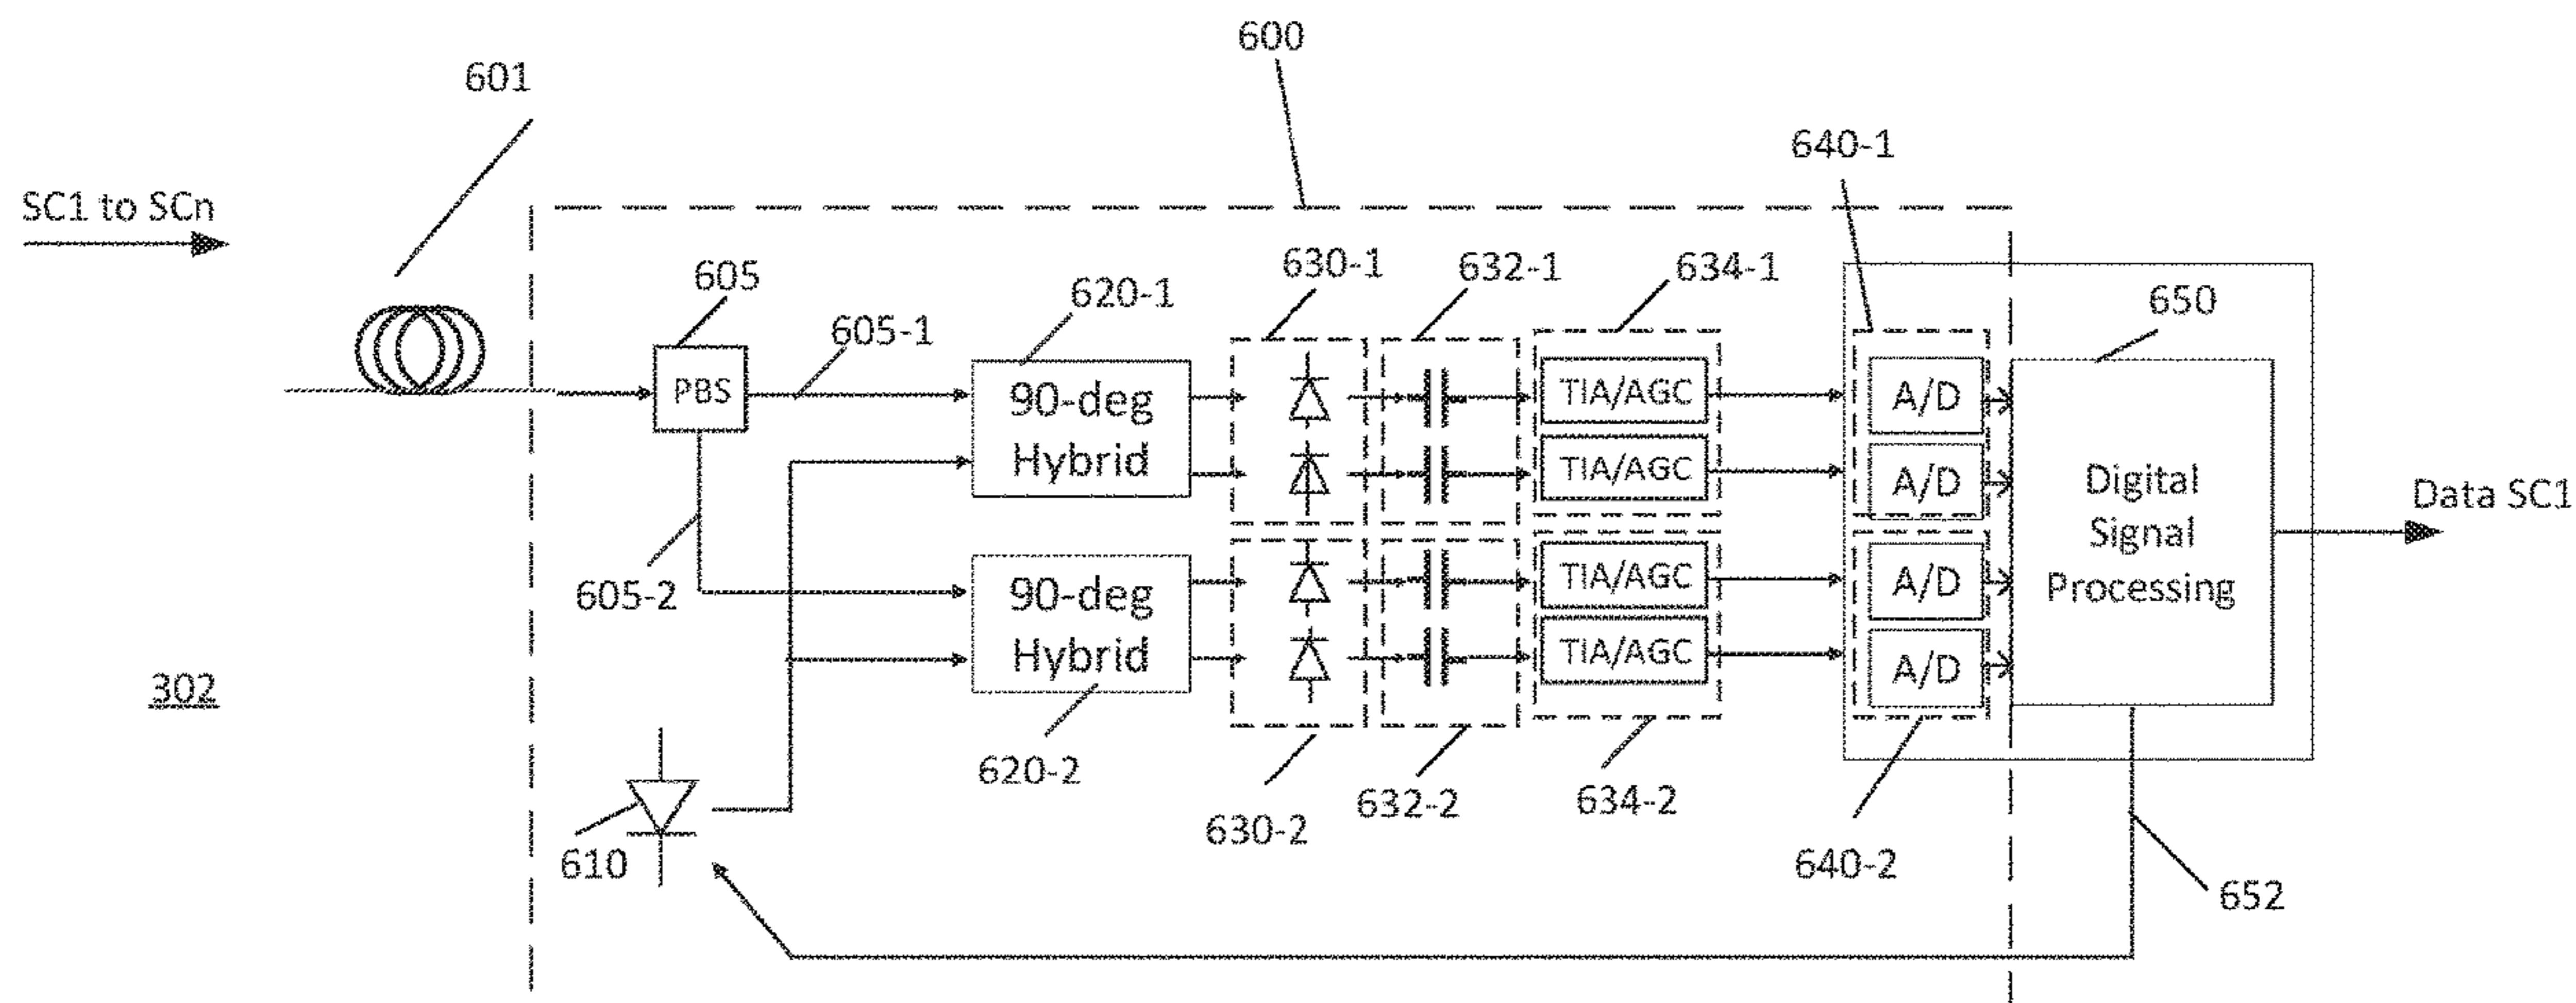 600
601
640-1
SC1 to SCn
630-1
632-1
634-1
605
620-1
650
605-1
PBS
90-deg
Hybrid
TIA/AGC
TIA/AGC
A/D
A/D
Digital
Signal
Processing
Data SC1
605-2
90-deg
Hybrid
TIA/AGC
TIA/AGC
A/D
A/D
302
620-2
632-2
634-2
630-2
610
640-2
652